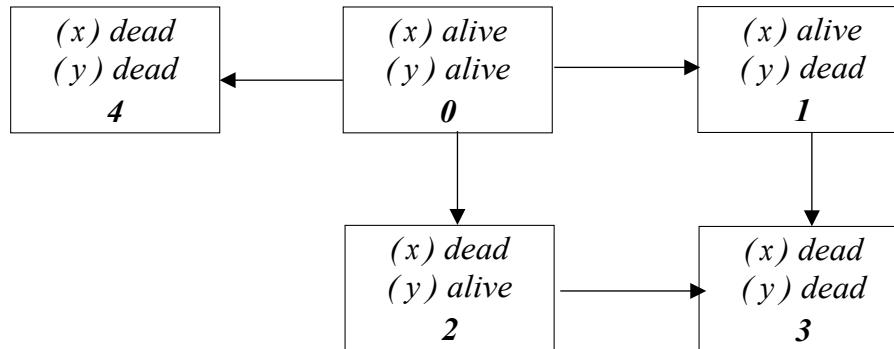 (x) dead
(y) dead
4
(x) alive
(y) alive
0
(x) alive
(y) dead
1
(x) dead
(y) alive
2
(x) dead
(y) dead
3